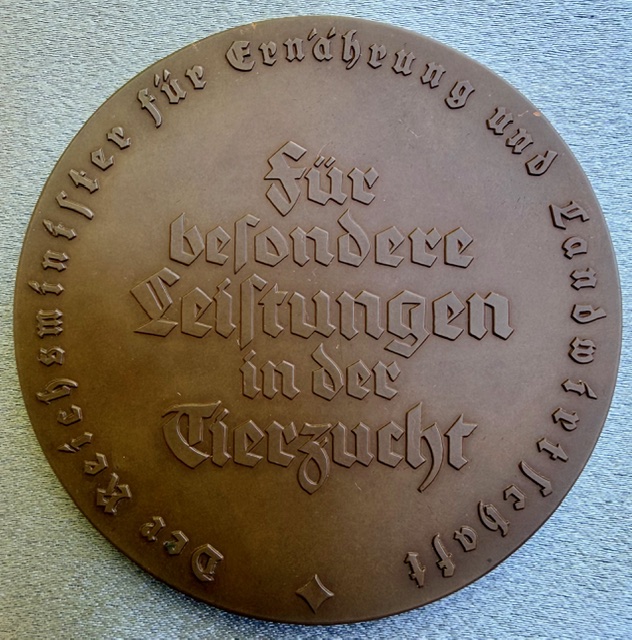 Der Reichsminister für Ernährung und Landwirtschaft
Für
besondere
Leistungen
in der
Tierzucht